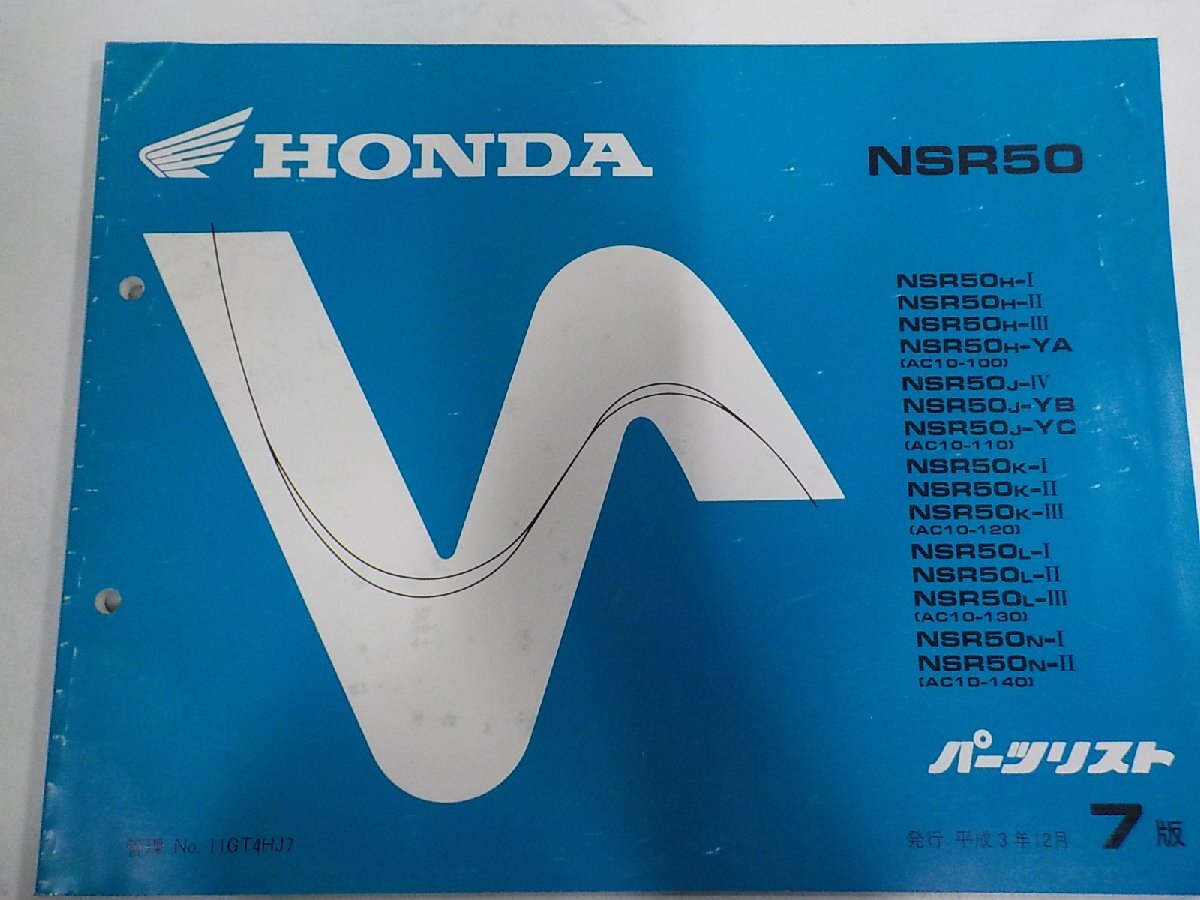 HONDA
NSR50
NSR50H-I
NSR50H-II
NSR50H-III
NSR50H-YA
(AC10-100)
NSR50J-IV
NSR50J-YB
NSR50J-YC
(AC10-110)
NSR50K-I
NSR50K-II
NSR50K-III
(AC10-120)
NSR50L-I
NSR50L-II
NSR50L-III
(AC10-130)
NSR50N-I
NSR50N-II
(AC10-140)
パーツリスト
管理 No. 11GT4HJ7
発行 平成3年12月 7版